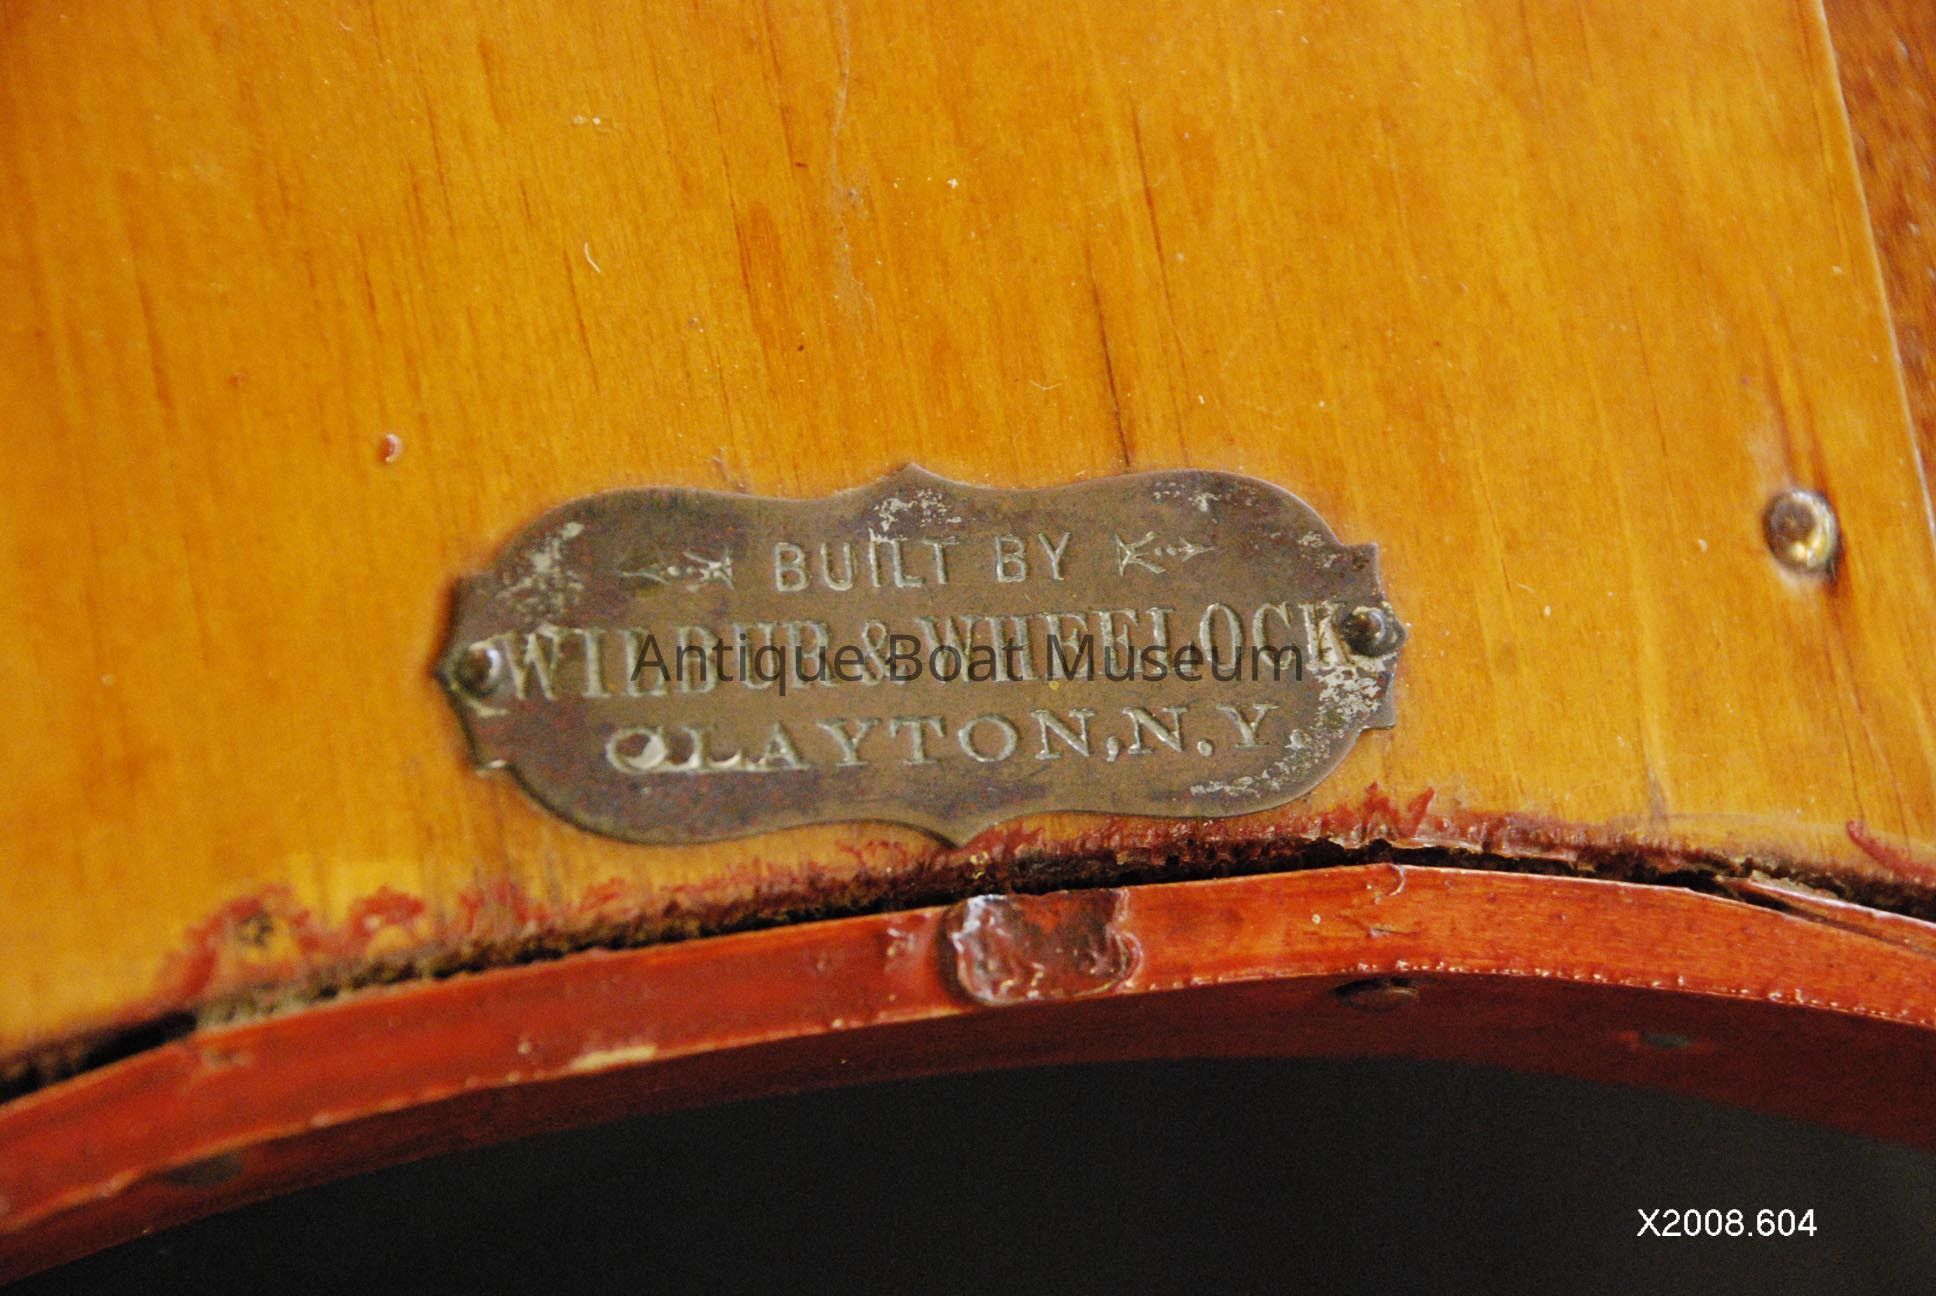 BUILT BY
WILBUR & WHEELOCK
CLAYTON, N.Y.
Antique Boat Museum
X2008.604